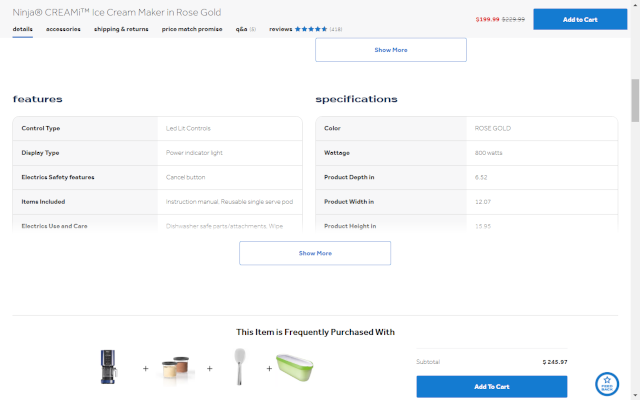 Ninja® CREAMi™ Ice Cream Maker in Rose Gold
$199.99 $229.99
Add to Cart
details accessories shipping & returns price match promise q&a (5) reviews (418)
Show More
features
Control Type Led Lit Controls
Display Type Power indicator light
Electrics Safety features Cancel button
Items Included Instruction manual, Reusable single serve pod
Electrics Use and Care Dishwasher safe parts/attachments, Wipe
specifications
Color ROSE GOLD
Wattage 800 watts
Product Depth in 6.52
Product Width in 12.07
Product Height in 15.95
Show More
This Item is Frequently Purchased With
+ + +
Subtotal $ 245.97
Add To Cart
FEED
BACK